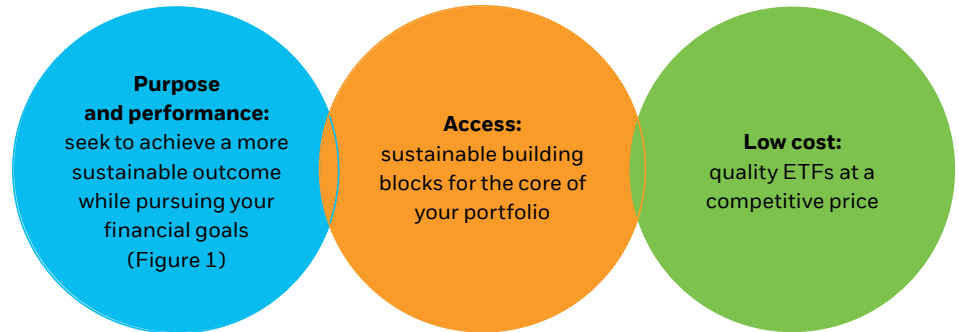 Purpose
and performance:
seek to achieve a more
sustainable outcome
while pursuing your
financial goals
(Figure 1)
Access:
sustainable building
blocks for the core of
your portfolio
Low cost:
quality ETFs at a
competitive price